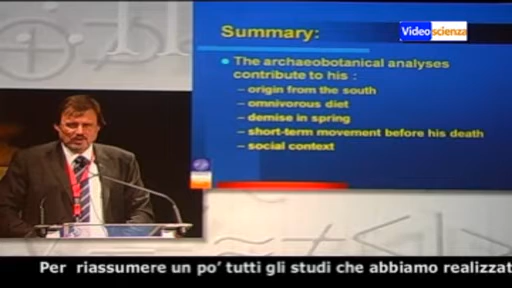 Summary:
Videoscienza
The archaeobotanical analyses
contribute to his :
– origin from the south
– omnivorous diet
– demise in spring
– short-term movement before his death
– social context
Per riassumere un po’ tutti gli studi che abbiamo realizzat